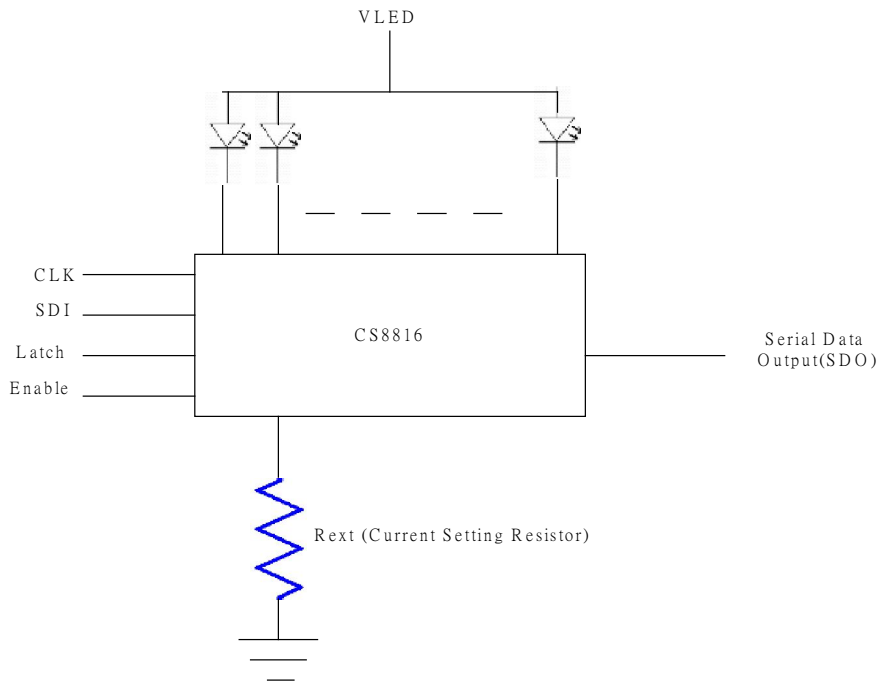 VLED
CLK
SDI
Latch
Enable
CS8816
Serial Data
Output(SDO)
Rext (Current Setting Resistor)